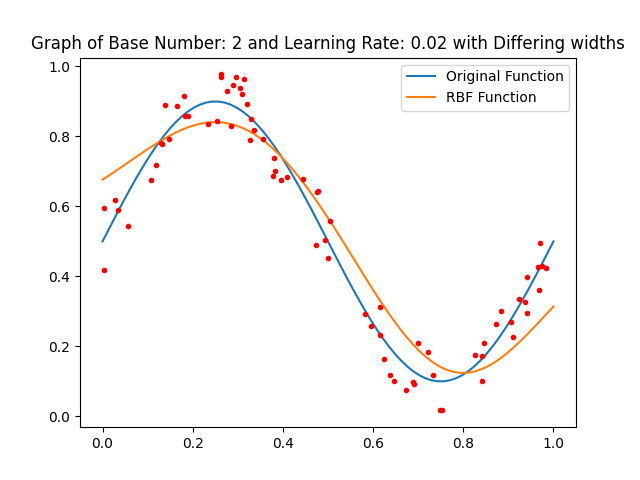 Graph of Base Number: 2 and Learning Rate: 0.02 with Differing widths
Original Function
RBF Function
1.0
0.8
0.6
0.4
0.2
0.0
0.0 0.2 0.4 0.6 0.8 1.0